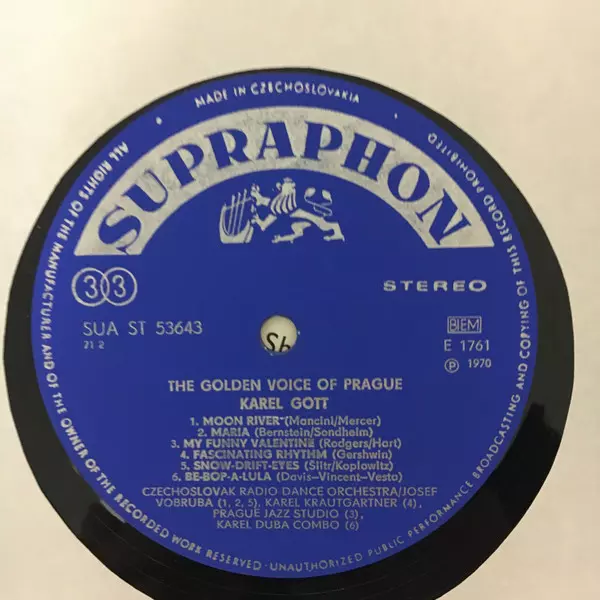 MADE IN CZECHOSLOVAKIA
ALL RIGHTS OF THE MANUFACTURER AND OF THE OWNER OF THE RECORDED WORK RESERVED · UNAUTHORIZED PUBLIC PERFORMANCE BROADCASTING AND COPYING OF THIS RECORD PROHIBITED
SUPRAPHON
33
STEREO
SUA ST 53643
21 2
BIEM
E 1761
Ⓟ 1970
THE GOLDEN VOICE OF PRAGUE
KAREL GOTT
1. MOON RIVER (Mancini/Mercer)
2. MARIA (Bernstein/Sondheim)
3. MY FUNNY VALENTINE (Rodgers/Hart)
4. FASCINATING RHYTHM (Gershwin)
5. SNOW-DRIFT-EYES (Siltr/Koplowitz)
6. BE-BOP-A-LULA (Davis-Vincent-Vesta)
CZECHOSLOVAK RADIO DANCE ORCHESTRA/JOSEF
VOBRUBA (1, 2, 5), KAREL KRAUTGARTNER (4),
PRAGUE JAZZ STUDIO (3),
KAREL DUBA COMBO (6)